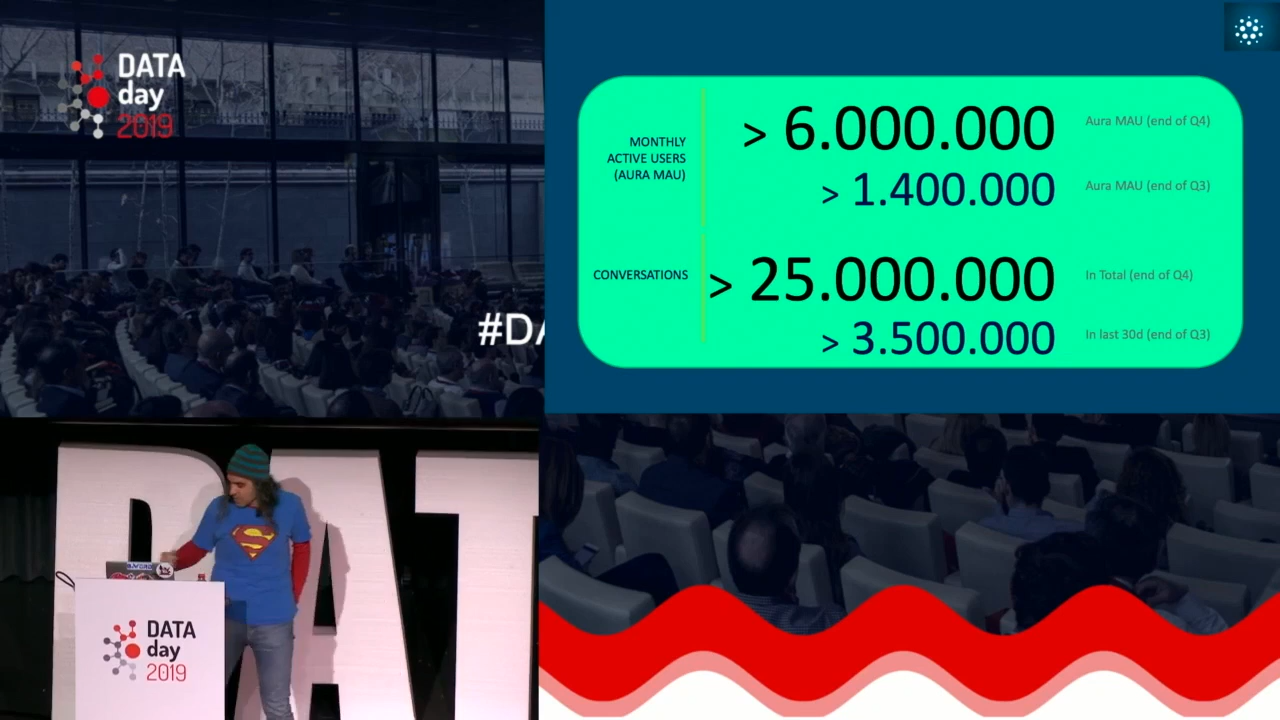 DATA
day
2019
#DA
MONTHLY
ACTIVE USERS
(AURA MAU)
> 6.000.000
Aura MAU (end of Q4)
> 1.400.000
Aura MAU (end of Q3)
CONVERSATIONS
> 25.000.000
In Total (end of Q4)
> 3.500.000
In last 30d (end of Q3)
DAT
DATA
day
2019